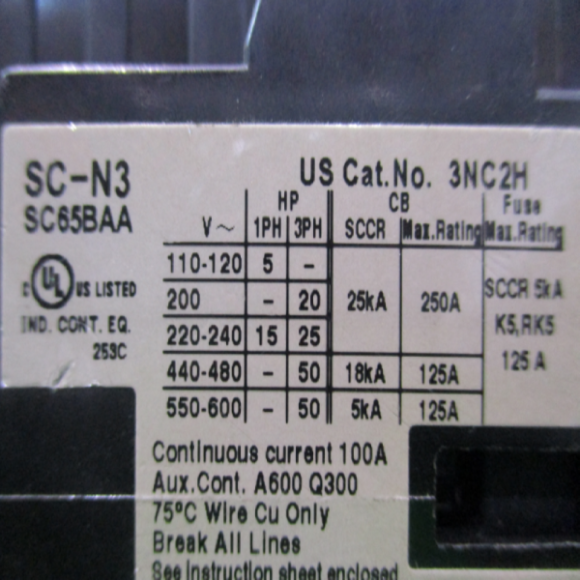 SC-N3 US Cat.No. 3NC2H
SC65BAA
HP CB Fuse
V~ 1PH 3PH SCCR Max.Rating Max.Rating
110-120 5 -
200 - 20 25kA 250A
220-240 15 25
440-480 - 50 18kA 125A
550-600 - 50 5kA 125A
SCCR 5kA
K5,RK5
125 A
c UL US LISTED
IND. CONT. EQ.
253C
Continuous current 100A
Aux.Cont. A600 Q300
75°C Wire Cu Only
Break All Lines
See instruction sheet enclosed